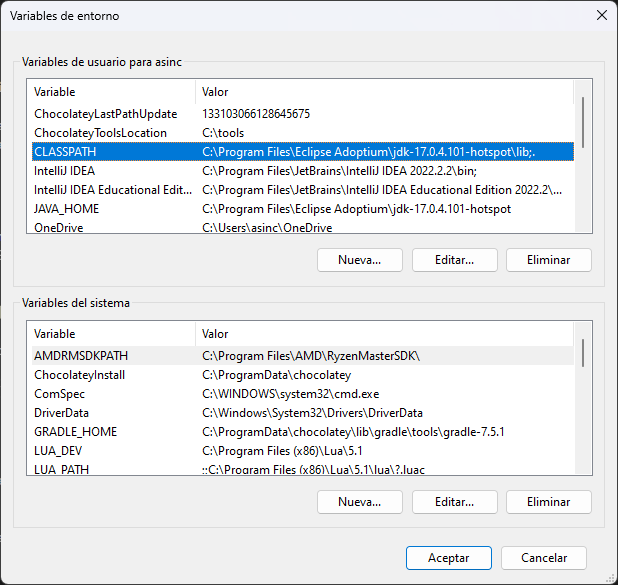 Variables de entorno
Variables de usuario para asinc
Variable Valor
ChocolateyLastPathUpdate 133103066128645675
ChocolateyToolsLocation C:\tools
CLASSPATH C:\Program Files\Eclipse Adoptium\jdk-17.0.4.101-hotspot\lib;.
IntelliJ IDEA C:\Program Files\JetBrains\IntelliJ IDEA 2022.2.2\bin;
IntelliJ IDEA Educational Edit... C:\Program Files\JetBrains\IntelliJ IDEA Educational Edition 2022.2\...
JAVA_HOME C:\Program Files\Eclipse Adoptium\jdk-17.0.4.101-hotspot
OneDrive C:\Users\asinc\OneDrive
Nueva... Editar... Eliminar
Variables del sistema
Variable Valor
AMDRMSDKPATH C:\Program Files\AMD\RyzenMasterSDK\
ChocolateyInstall C:\ProgramData\chocolatey
ComSpec C:\WINDOWS\system32\cmd.exe
DriverData C:\Windows\System32\Drivers\DriverData
GRADLE_HOME C:\ProgramData\chocolatey\lib\gradle\tools\gradle-7.5.1
LUA_DEV C:\Program Files (x86)\Lua\5.1
LUA_PATH ;;C:\Program Files (x86)\Lua\5.1\lua\?.luac
Nueva... Editar... Eliminar
Aceptar Cancelar